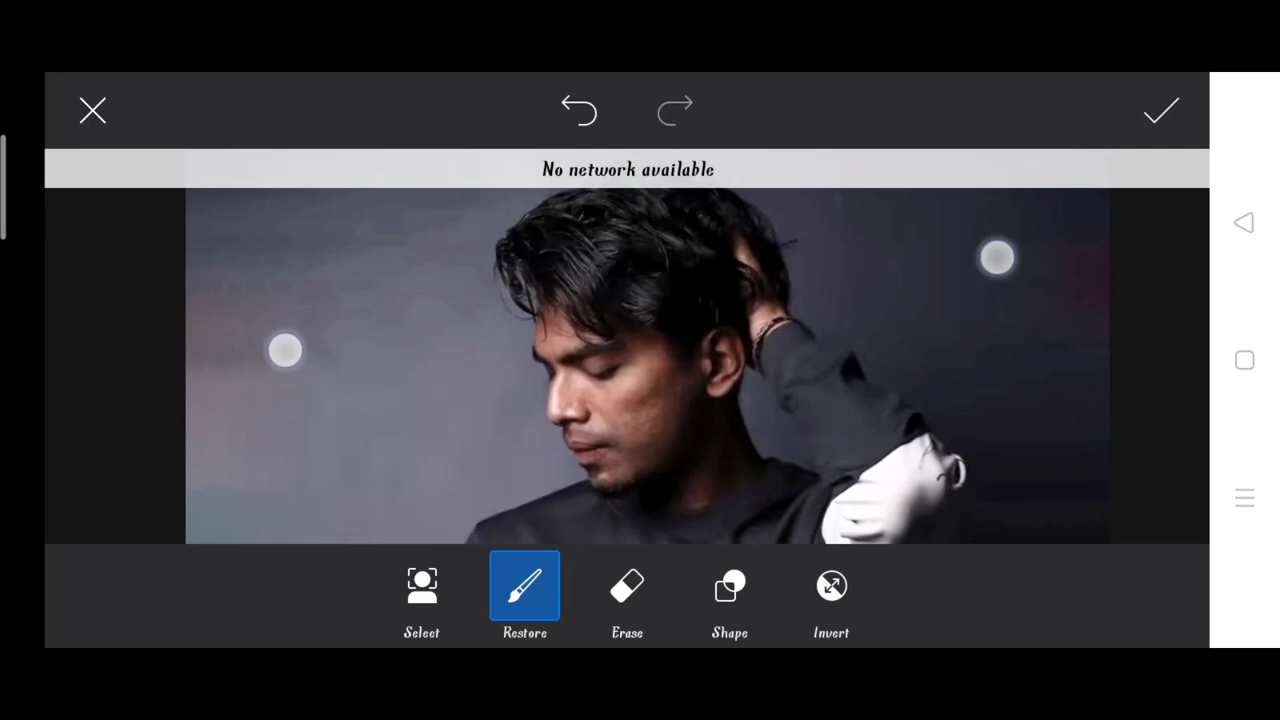 No network available
Select
Restore
Erase
Shape
Invert